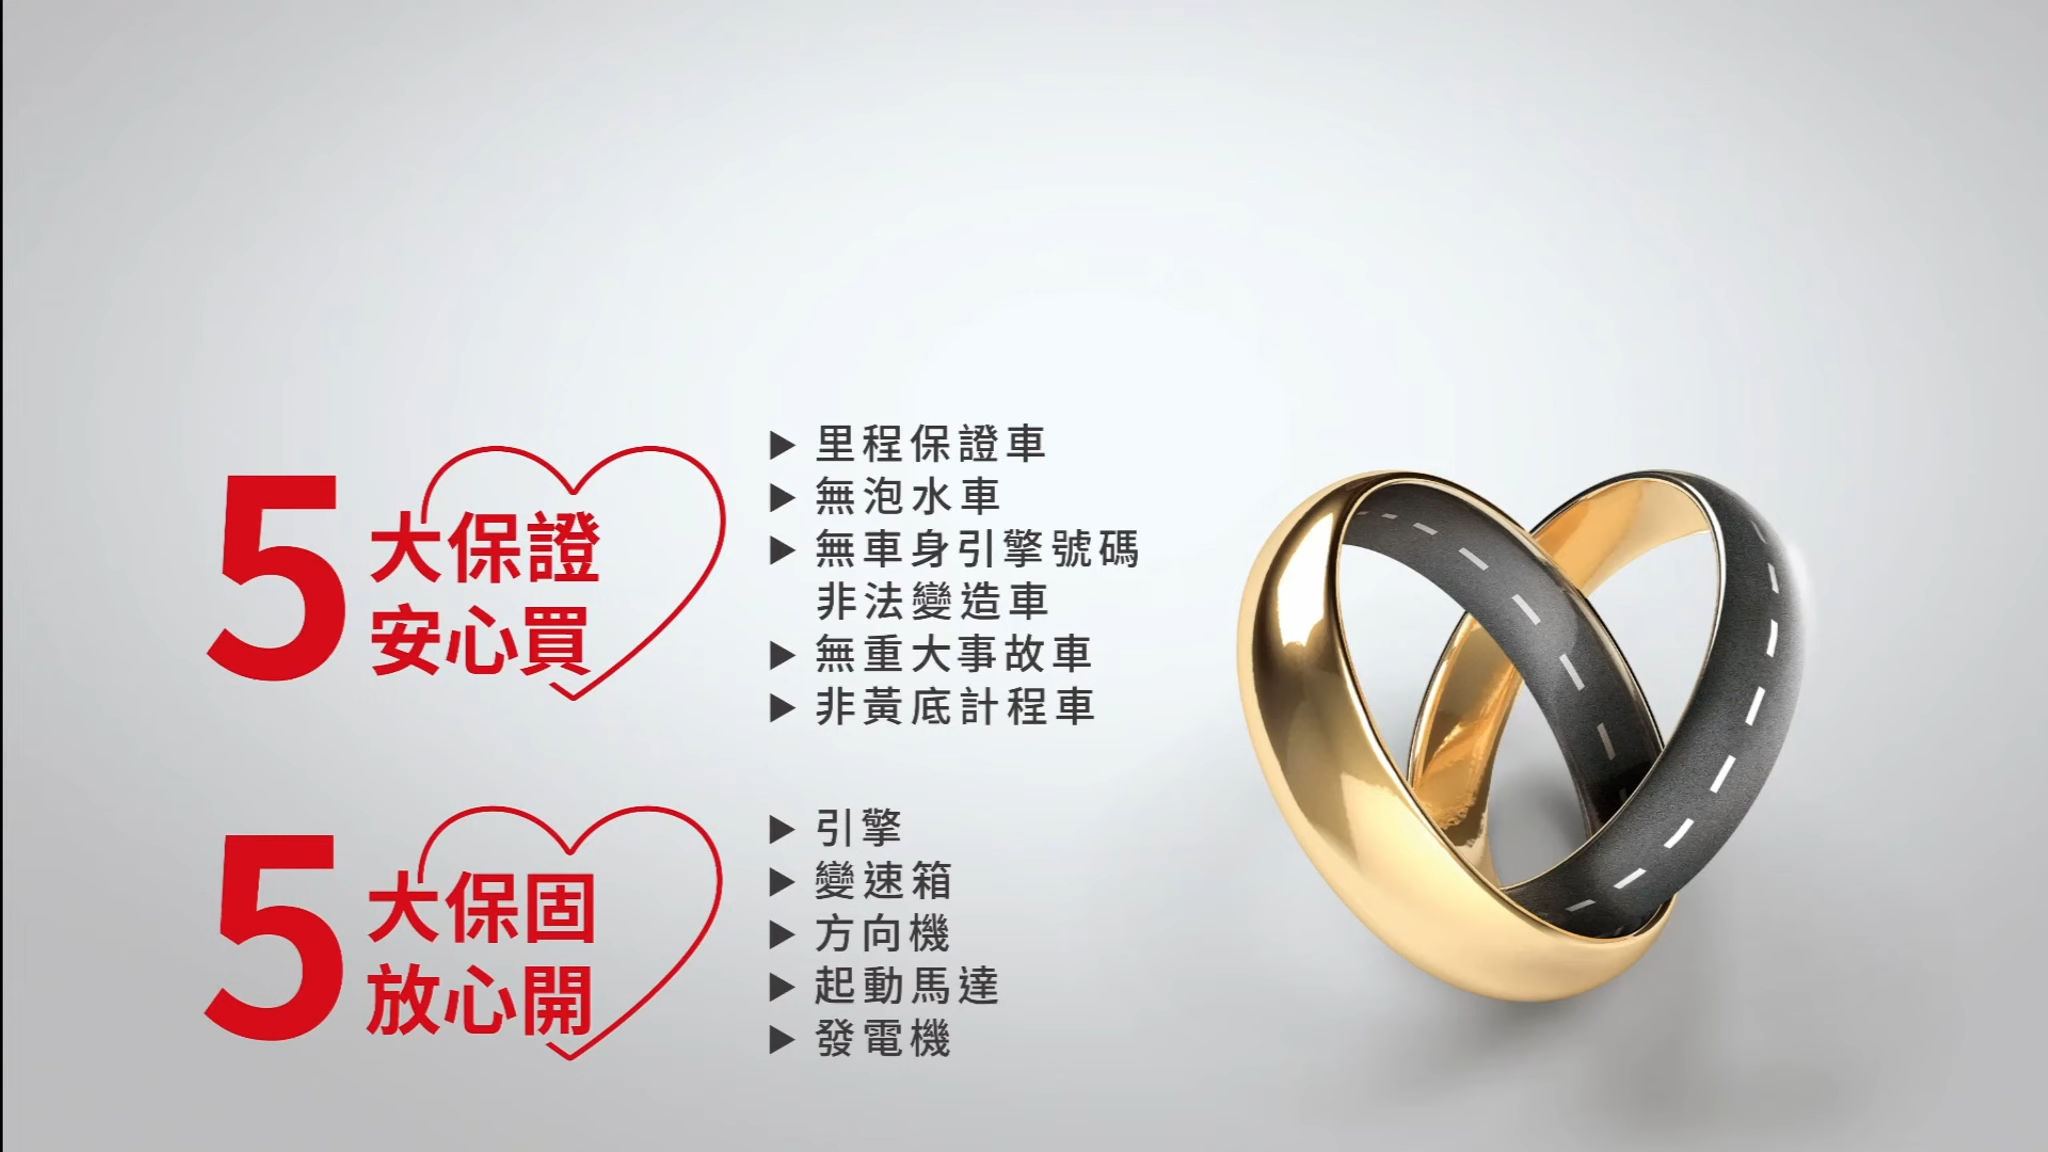 5大保證
安心買
▶ 里程保證車
▶ 無泡水車
▶ 無車身引擎號碼
非法變造車
▶ 無重大事故車
▶ 非黃底計程車
5大保固
放心開
▶ 引擎
▶ 變速箱
▶ 方向機
▶ 起動馬達
▶ 發電機